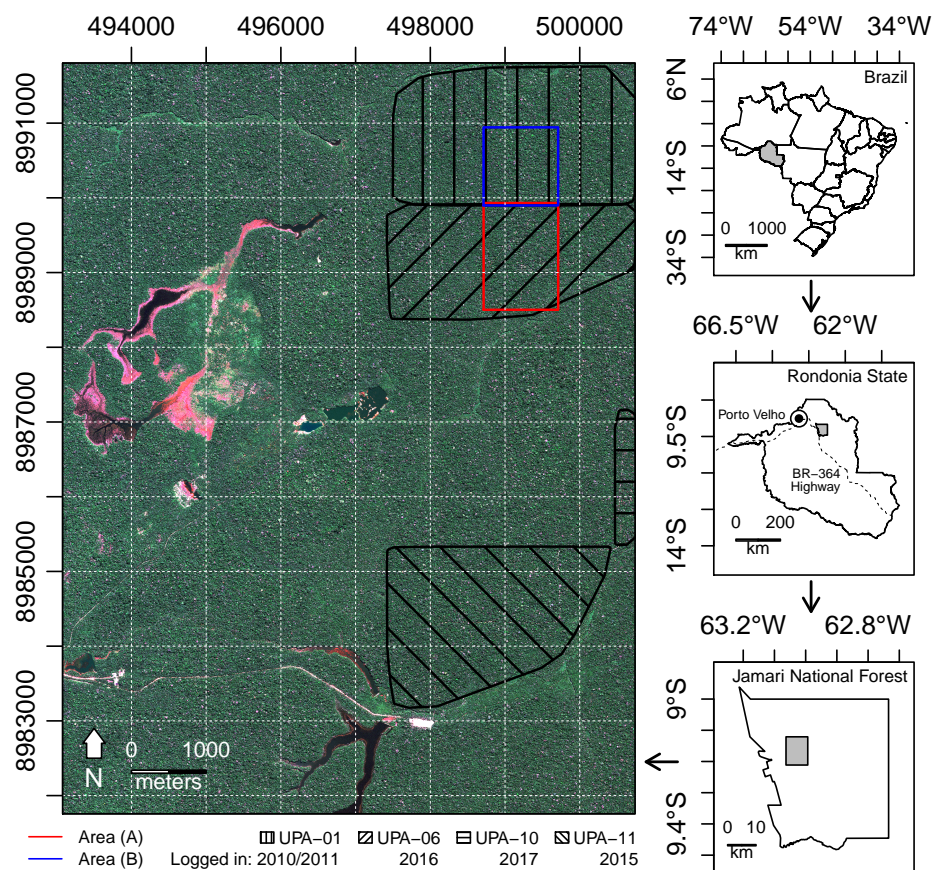 494000 496000 498000 500000
8991000
8989000
8987000
8985000
8983000
0 1000
meters
N
Area (A)
Area (B)
UPA−01 UPA−06 UPA−10 UPA−11
Logged in: 2010/2011 2016 2017 2015
74°W 54°W 34°W
6°N
14°S
34°S
Brazil
0 1000
km
66.5°W 62°W
9.5°S
14°S
Rondonia State
Porto Velho
BR−364
Highway
0 200
km
63.2°W 62.8°W
9°S
9.4°S
Jamari National Forest
0 10
km